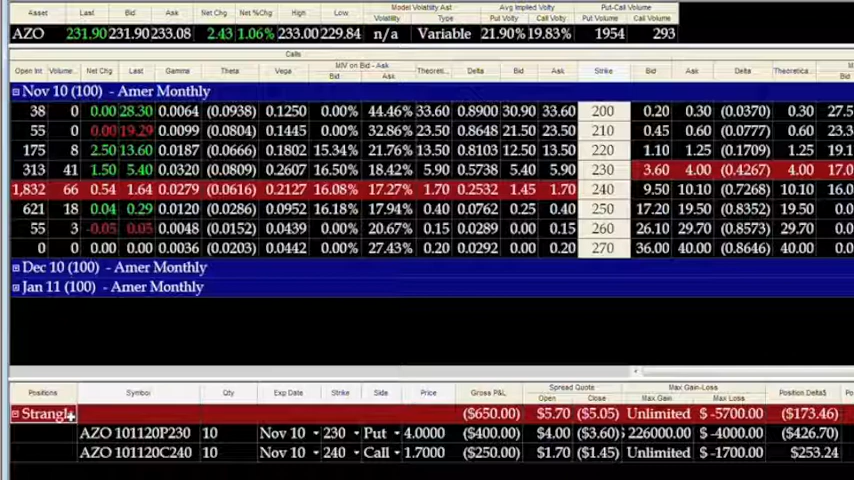 Asset Last Bid Ask Net Chg Net %Chg High Low Model Volatility Ast Volatility Type Avg Implied Volty Put Volty Call Volty Put-Call Volume Put Volume Call Volume
AZO 231.90 231.90 233.08 2.43 1.06% 233.00 229.84 n/a Variable 21.90% 19.83% 1954 293
Calls
Open Int Volume Net Chg Last Gamma Theta Vega MIV on Bid - Ask Bid Ask Theoreti... Delta Bid Ask Strike Bid Ask Delta Theoretica... Bid
Nov 10 (100) - Amer Monthly
38 0 0.00 28.30 0.0064 (0.0938) 0.1250 0.00% 44.46% 33.60 0.8900 30.90 33.60 200 0.20 0.30 (0.0370) 0.30 27.5
55 0 0.00 19.29 0.0099 (0.0804) 0.1445 0.00% 32.86% 23.50 0.8648 21.50 23.50 210 0.45 0.60 (0.0777) 0.60 23.3
175 8 2.50 13.60 0.0187 (0.0666) 0.1802 15.34% 21.76% 13.50 0.8103 12.50 13.50 220 1.10 1.25 (0.1709) 1.25 19.1
313 41 1.50 5.40 0.0320 (0.0809) 0.2607 16.50% 18.42% 5.90 0.5738 5.40 5.90 230 3.60 4.00 (0.4267) 4.00 17.0
1,832 66 0.54 1.64 0.0279 (0.0616) 0.2127 16.08% 17.27% 1.70 0.2532 1.45 1.70 240 9.50 10.10 (0.7268) 10.10 16.0
621 18 0.04 0.29 0.0120 (0.0286) 0.0952 16.18% 17.94% 0.40 0.0762 0.25 0.40 250 17.20 19.50 (0.8352) 19.50
55 3 -0.05 0.05 0.0048 (0.0152) 0.0439 0.00% 20.67% 0.15 0.0289 0.00 0.15 260 26.10 29.70 (0.8573) 29.70
0 0 0.00 0.00 0.0036 (0.0203) 0.0442 0.00% 27.43% 0.20 0.0292 0.00 0.20 270 36.00 40.00 (0.8646) 40.00
Dec 10 (100) - Amer Monthly
Jan 11 (100) - Amer Monthly
Positions Symbol Qty Exp Date Strike Side Price Gross P&L Spread Quote Open Close Max Gain-Loss Max Gain Max Loss Position Delta$
($650.00) $5.70 ($5.05) Unlimited $ -5700.00 ($173.46)
AZO 101120P230 10 Nov 10 230 Put 4.0000 ($400.00) $4.00 ($3.60) 226000.00 $ -4000.00 ($426.70)
AZO 101120C240 10 Nov 10 240 Call 1.7000 ($250.00) $1.70 ($1.45) Unlimited $ -1700.00 $253.24